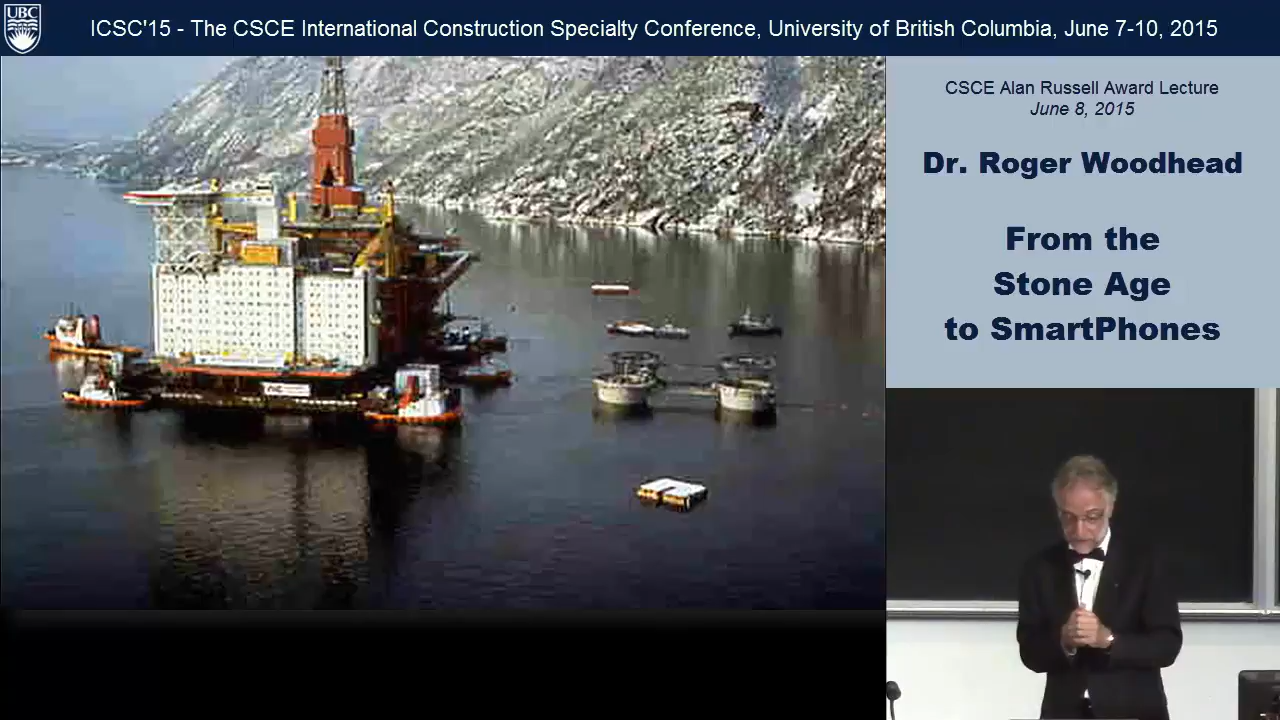 UBC
ICSC'15 - The CSCE International Construction Specialty Conference, University of British Columbia, June 7-10, 2015
CSCE Alan Russell Award Lecture
June 8, 2015
Dr. Roger Woodhead
From the
Stone Age
to SmartPhones